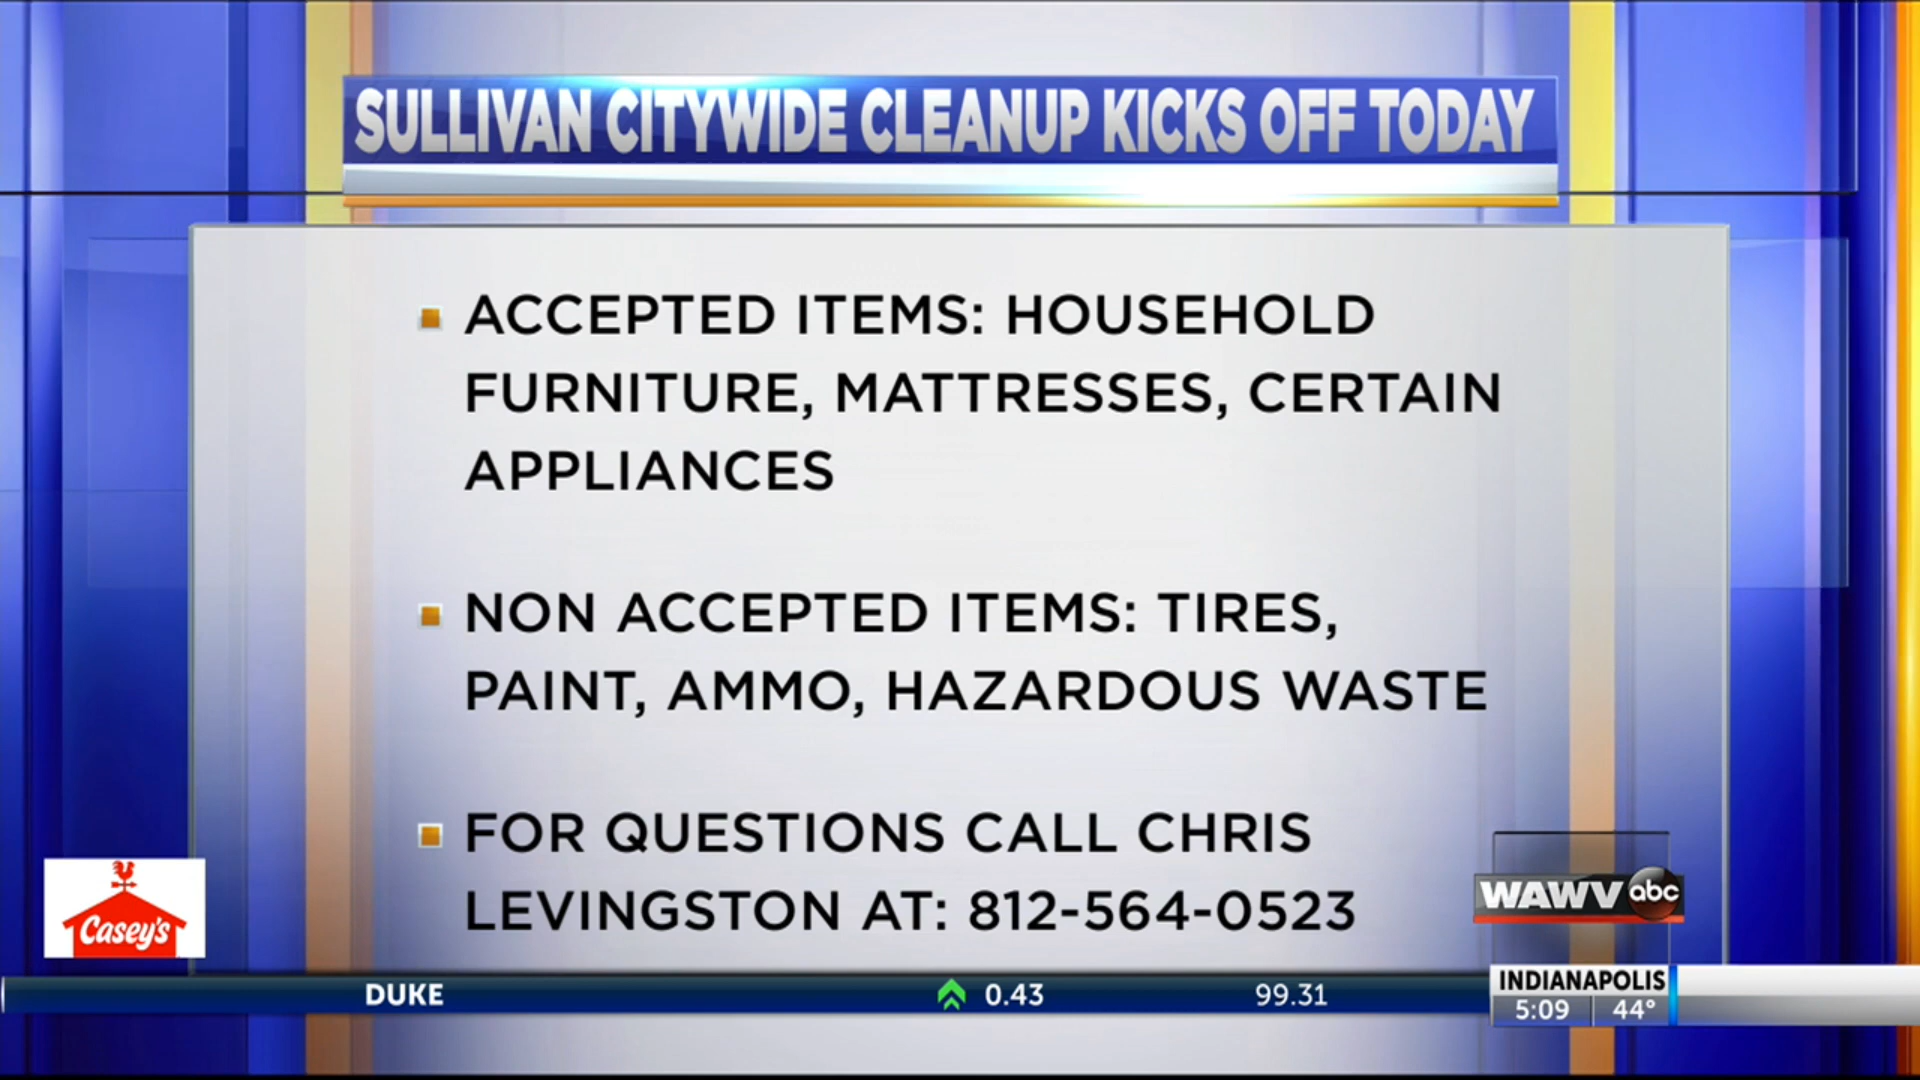 SULLIVAN CITYWIDE CLEANUP KICKS OFF TODAY
ACCEPTED ITEMS: HOUSEHOLD
FURNITURE, MATTRESSES, CERTAIN
APPLIANCES
NON ACCEPTED ITEMS: TIRES,
PAINT, AMMO, HAZARDOUS WASTE
FOR QUESTIONS CALL CHRIS
LEVINGSTON AT: 812-564-0523
Casey's
WAWV abc
DUKE 0.43 99.31
INDIANAPOLIS
5:09 44°